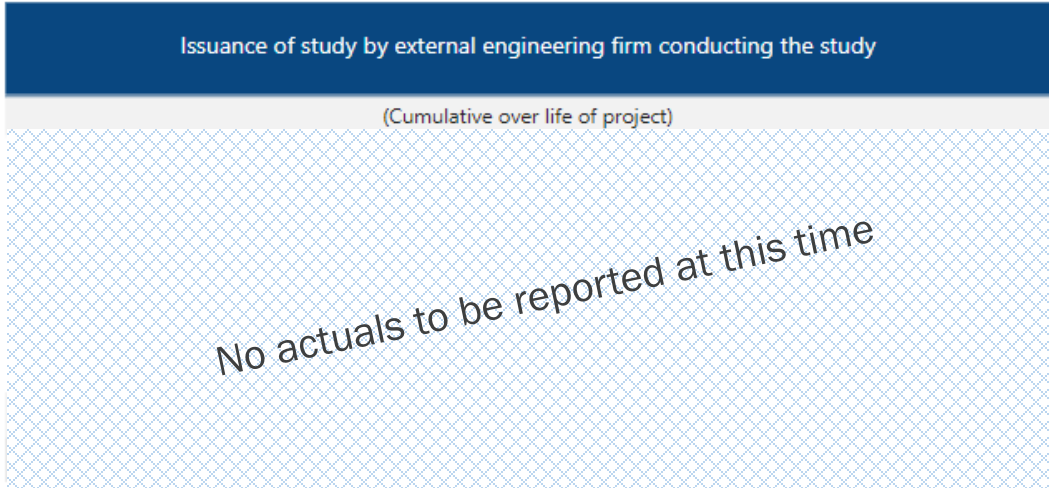 Issuance of study by external engineering firm conducting the study
(Cumulative over life of project)
No actuals to be reported at this time